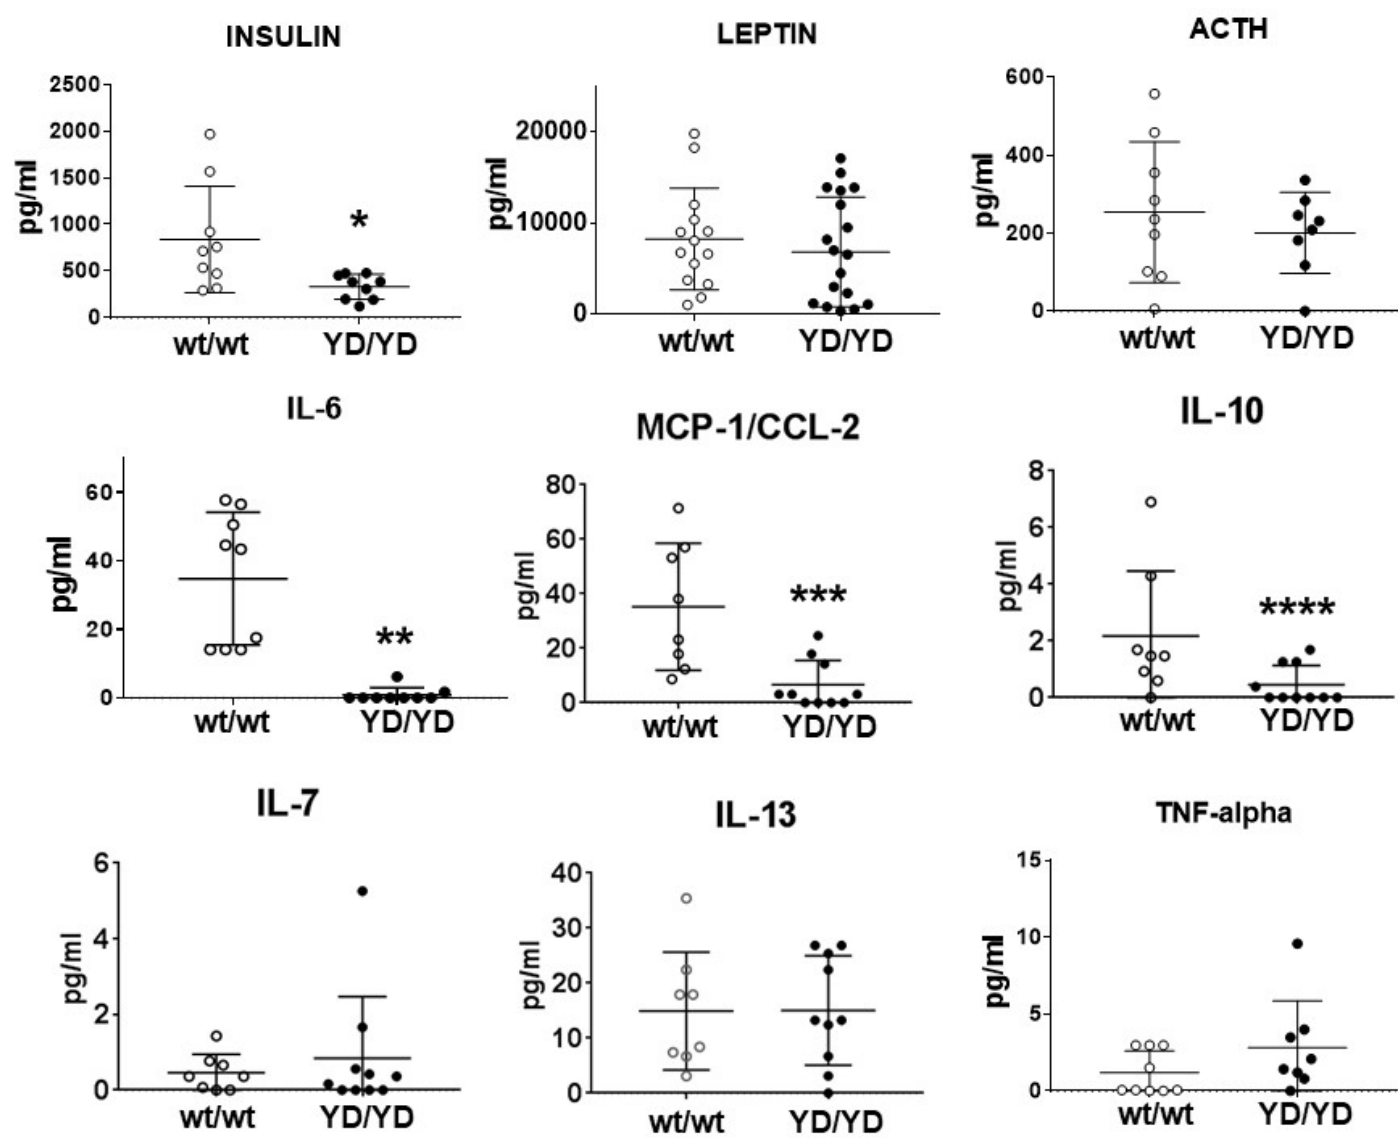 INSULIN
pg/ml
2500
2000
1500
1000
500
0
*
wt/wt YD/YD
LEPTIN
pg/ml
20000
10000
0
wt/wt YD/YD
ACTH
pg/ml
600
400
200
0
wt/wt YD/YD
IL-6
pg/ml
60
40
20
0
**
wt/wt YD/YD
MCP-1/CCL-2
pg/ml
80
60
40
20
0
***
wt/wt YD/YD
IL-10
pg/ml
8
6
4
2
0
****
wt/wt YD/YD
IL-7
pg/ml
6
4
2
0
wt/wt YD/YD
IL-13
pg/ml
40
30
20
10
0
wt/wt YD/YD
TNF-alpha
pg/ml
15
10
5
0
wt/wt YD/YD